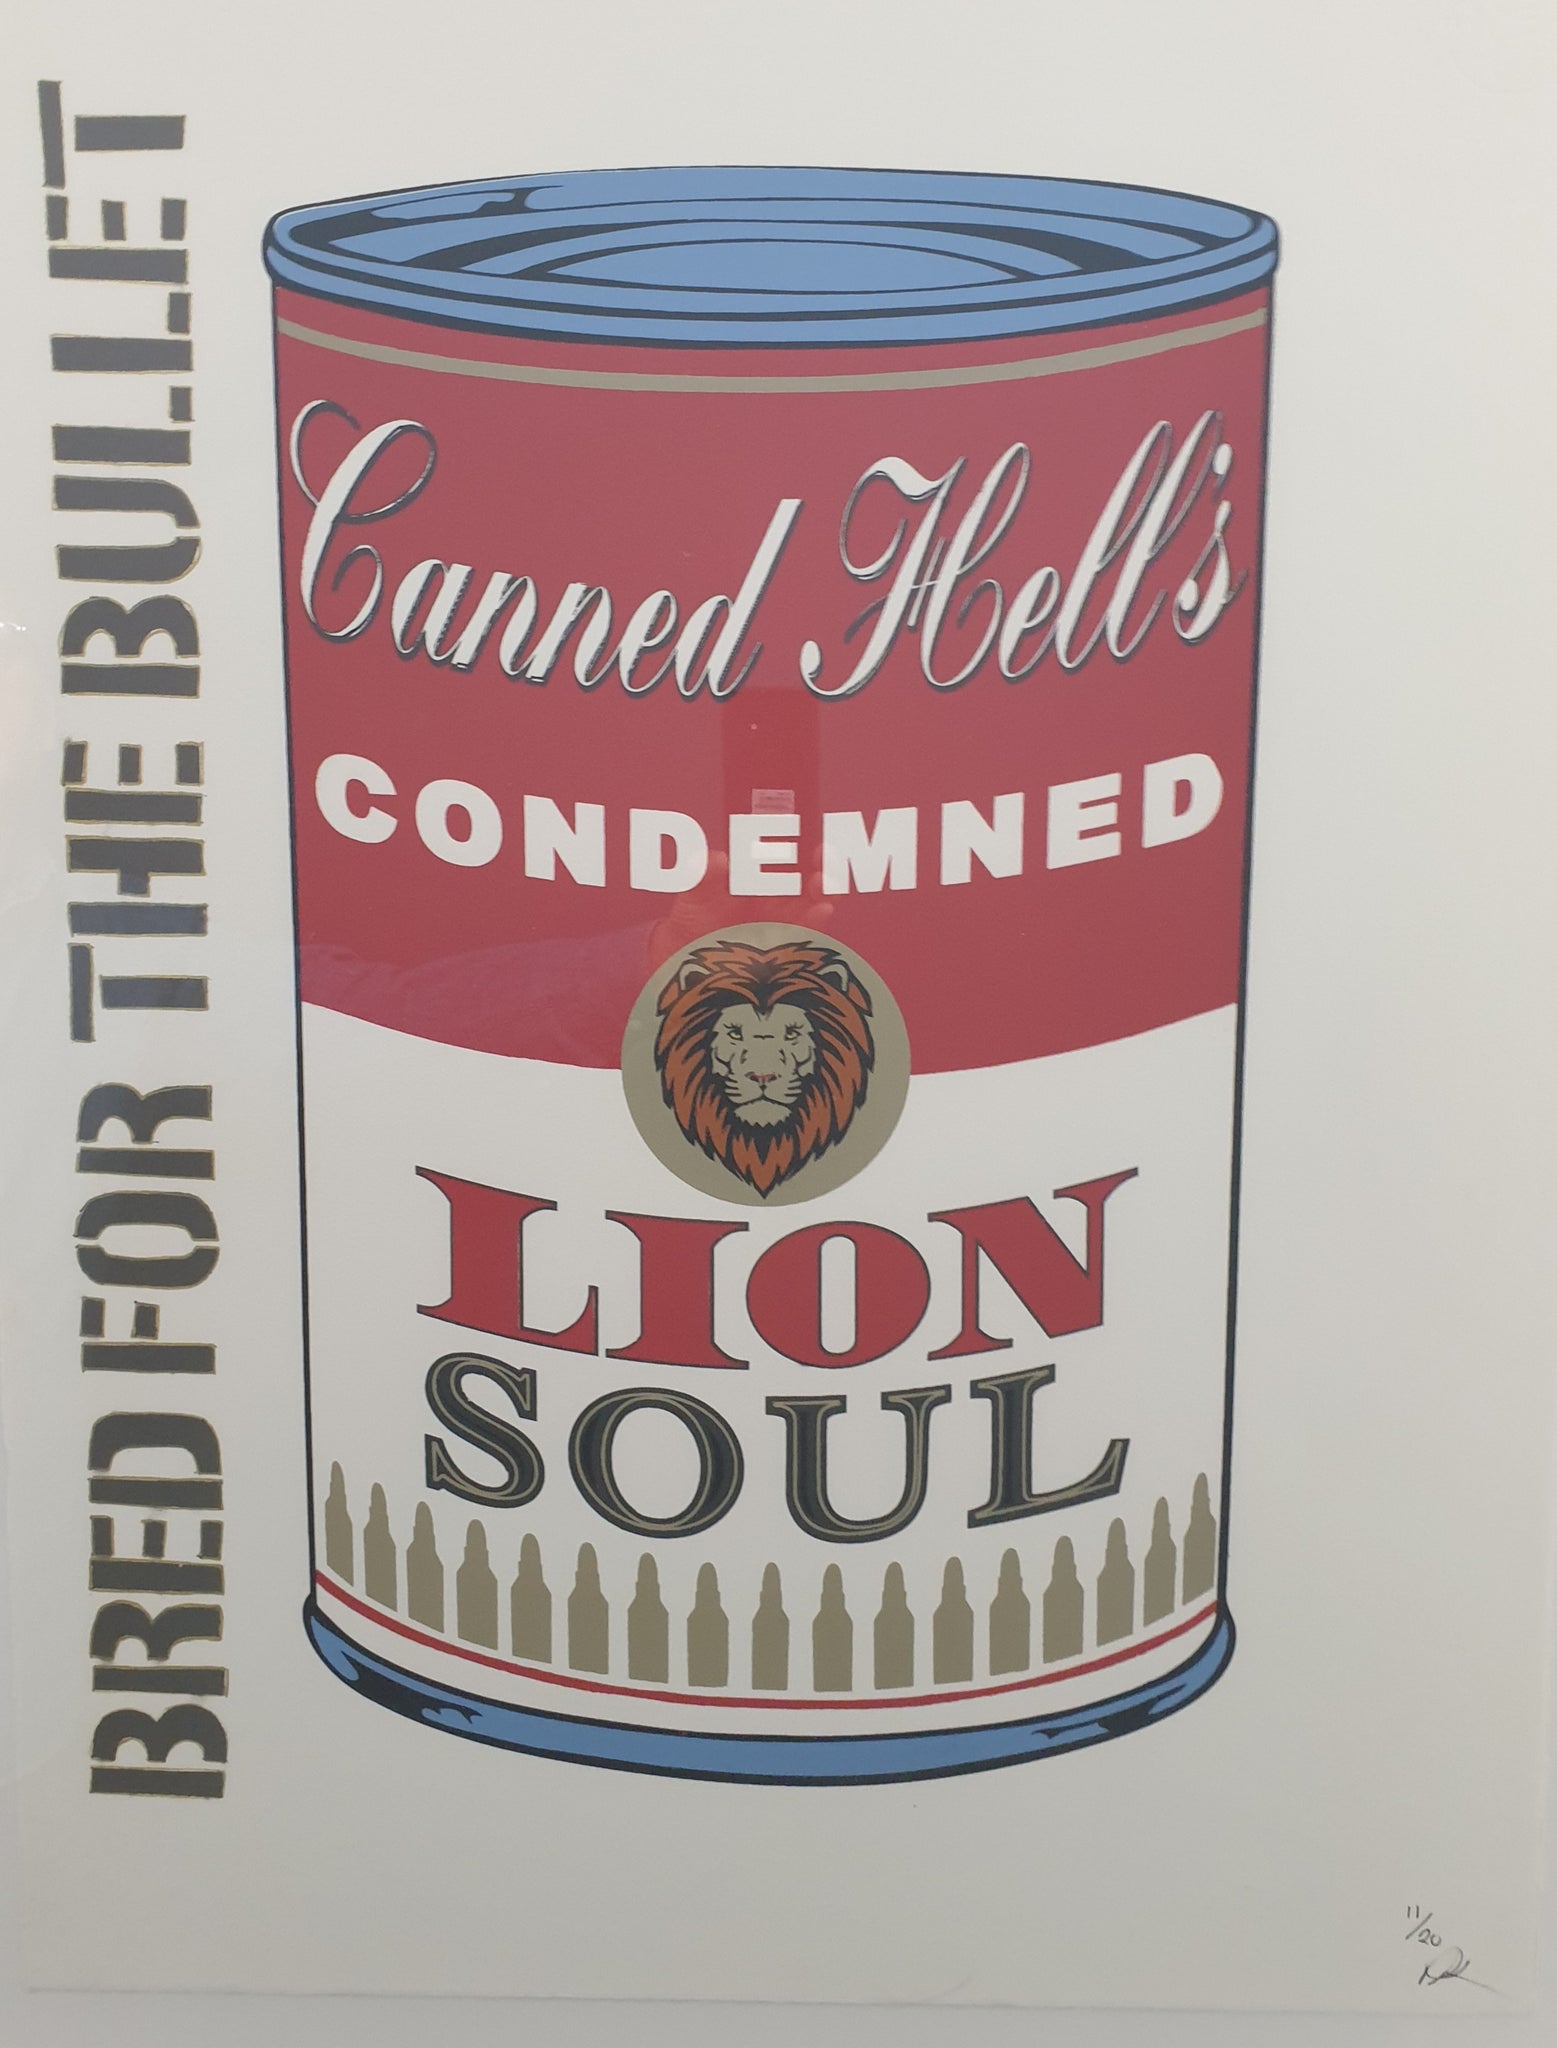 BRED FOR THE BULLET
Canned Hell's
CONDEMNED
LION
SOUL
11/20